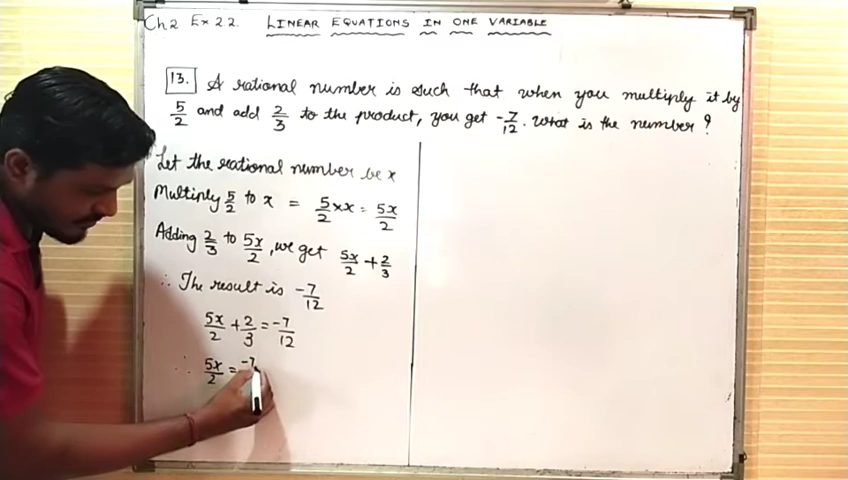 Ch2 Ex 2.2. LINEAR EQUATIONS IN ONE VARIABLE
13. A rational number is such that when you multiply it by
5/2 and add 2/3 to the product, you get -7/12. What is the number?
Let the rational number be x
Multiply 5/2 to x = 5/2 × x = 5x/2
Adding 2/3 to 5x/2, we get 5x/2 + 2/3
∴ The result is -7/12
5x/2 + 2/3 = -7/12
∴ 5x/2 = -7